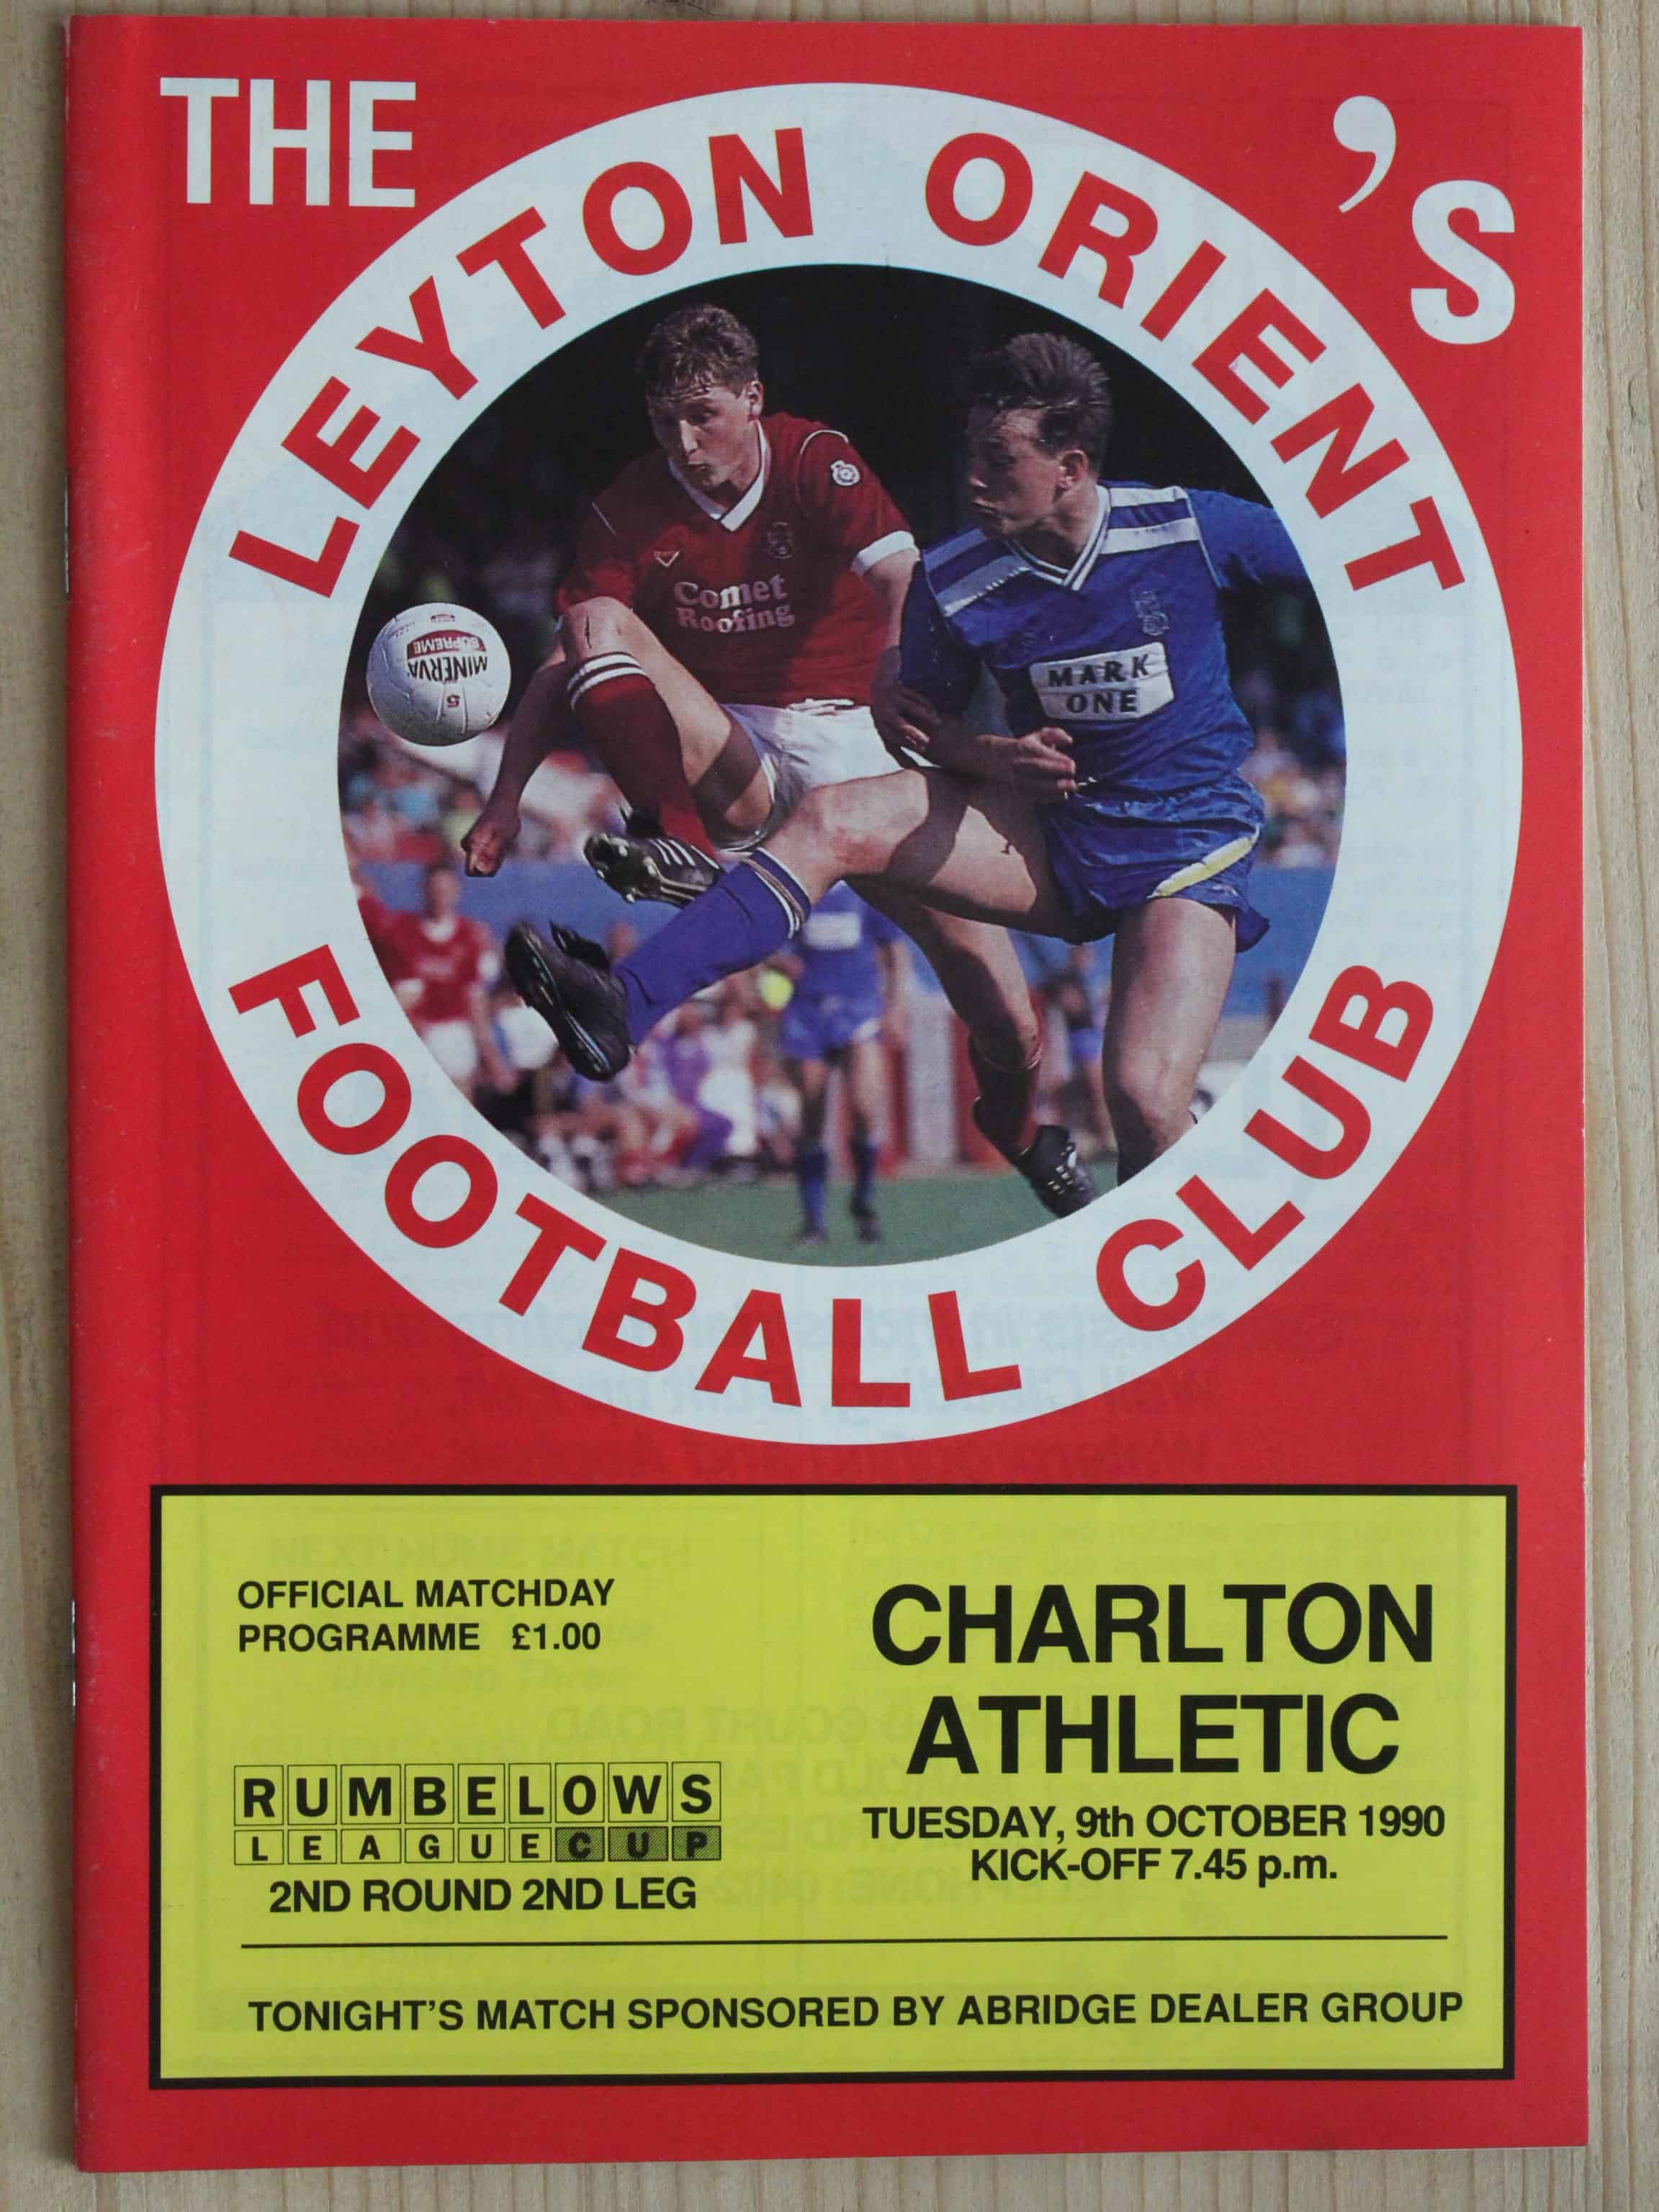 THE
’S
LEYTON ORIENT
FOOTBALL CLUB
Comet
Roofing
MARK
ONE
MINERVA
SUPREME
5
OFFICIAL MATCHDAY
PROGRAMME £1.00
RUMBELOWS
LEAGUE CUP
2ND ROUND 2ND LEG
CHARLTON
ATHLETIC
TUESDAY, 9th OCTOBER 1990
KICK-OFF 7.45 p.m.
TONIGHT’S MATCH SPONSORED BY ABRIDGE DEALER GROUP